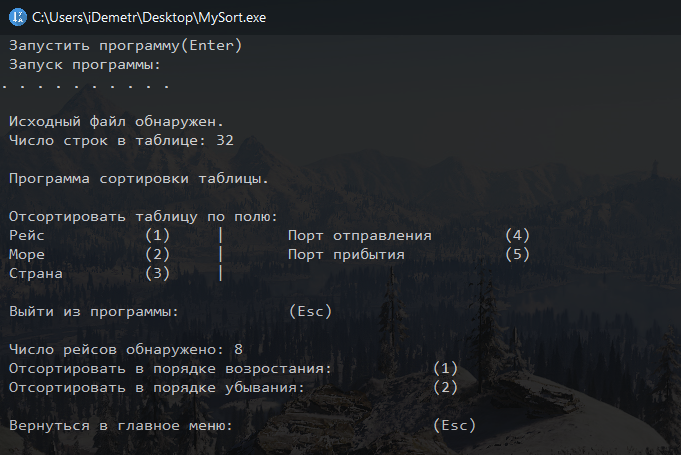 C:\Users\iDemetr\Desktop\MySort.exe
Запустить программу(Enter)
Запуск программы:
. . . . . . . . . .
Исходный файл обнаружен.
Число строк в таблице: 32
Программа сортировки таблицы.
Отсортировать таблицу по полю:
Рейс (1) | Порт отправления (4)
Море (2) | Порт прибытия (5)
Страна (3) |
Выйти из программы: (Esc)
Число рейсов обнаружено: 8
Отсортировать в порядке возростания: (1)
Отсортировать в порядке убывания: (2)
Вернуться в главное меню: (Esc)